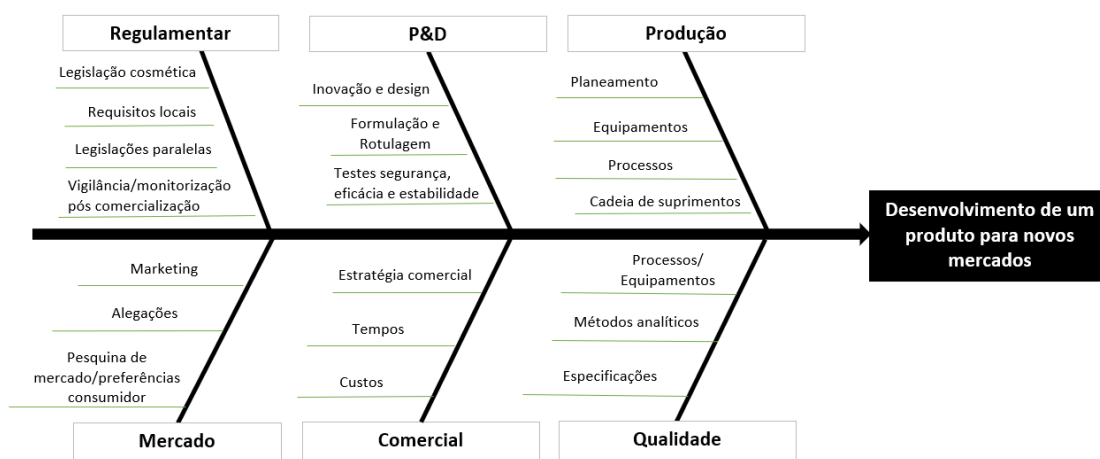 Regulamentar
Legislação cosmética
Requisitos locais
Legislações paralelas
Vigilância/monitorização
pós comercialização
P&D
Inovação e design
Formulação e
Rotulagem
Testes segurança,
eficácia e estabilidade
Produção
Planeamento
Equipamentos
Processos
Cadeia de suprimentos
Desenvolvimento de um
produto para novos
mercados
Marketing
Alegações
Pesquina de
mercado/preferências
consumidor
Mercado
Estratégia comercial
Tempos
Custos
Comercial
Processos/
Equipamentos
Métodos analíticos
Especificações
Qualidade